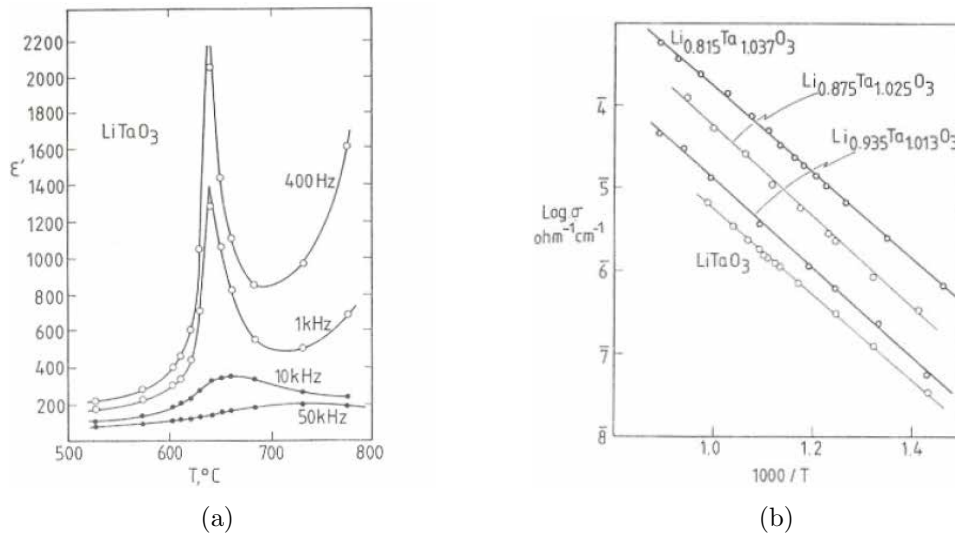 2200
2000
1800
1600
1400
1200
1000
800
600
400
200
ε'
LiTaO₃
400Hz
1kHz
10kHz
50kHz
500 600 700 800
T,°C
(a)
Li₀.₈₁₅Ta₁.₀₃₇O₃
Li₀.₈₇₅Ta₁.₀₂₅O₃
Li₀.₉₃₅Ta₁.₀₁₃O₃
LiTaO₃
4̅
5̅
6̅
7̅
8̅
Log σ
ohm⁻¹cm⁻¹
1.0 1.2 1.4
1000 / T
(b)